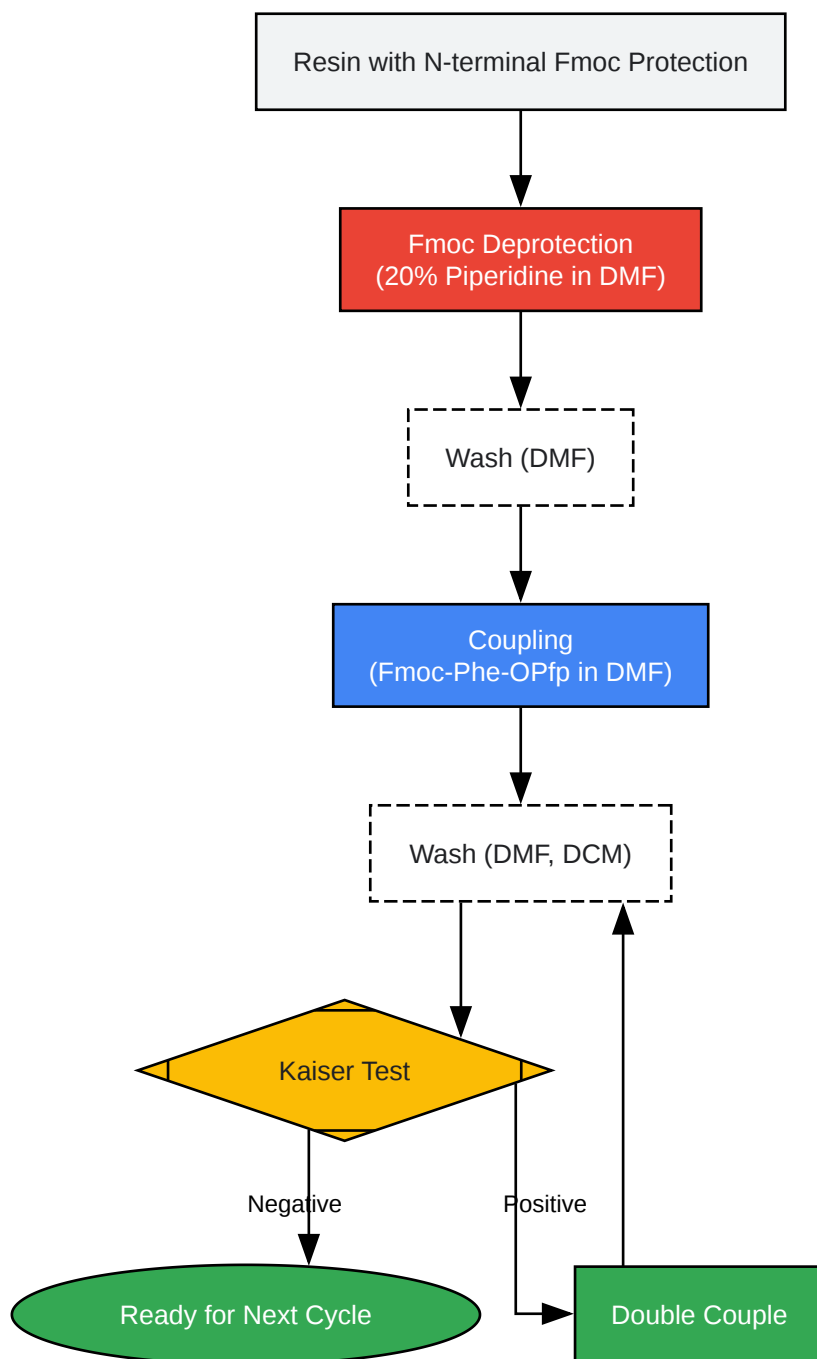 Resin with N-terminal Fmoc Protection
Fmoc Deprotection
(20% Piperidine in DMF)
Wash (DMF)
Coupling
(Fmoc-Phe-OPfp in DMF)
Wash (DMF, DCM)
Kaiser Test
Negative
Positive
Ready for Next Cycle
Double Couple